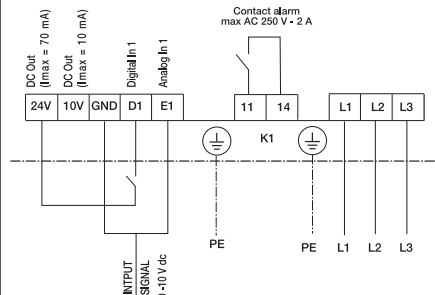 Contact alarm
max AC 250 V - 2 A
DC Out
(Imax = 70 mA)
DC Out
(Imax = 10 mA)
Digital In 1
Analog In 1
24V 10V GND D1 E1
11 14
L1 L2 L3
K1
PE
PE L1 L2 L3
INTPUT
SIGNAL
-10 V dc